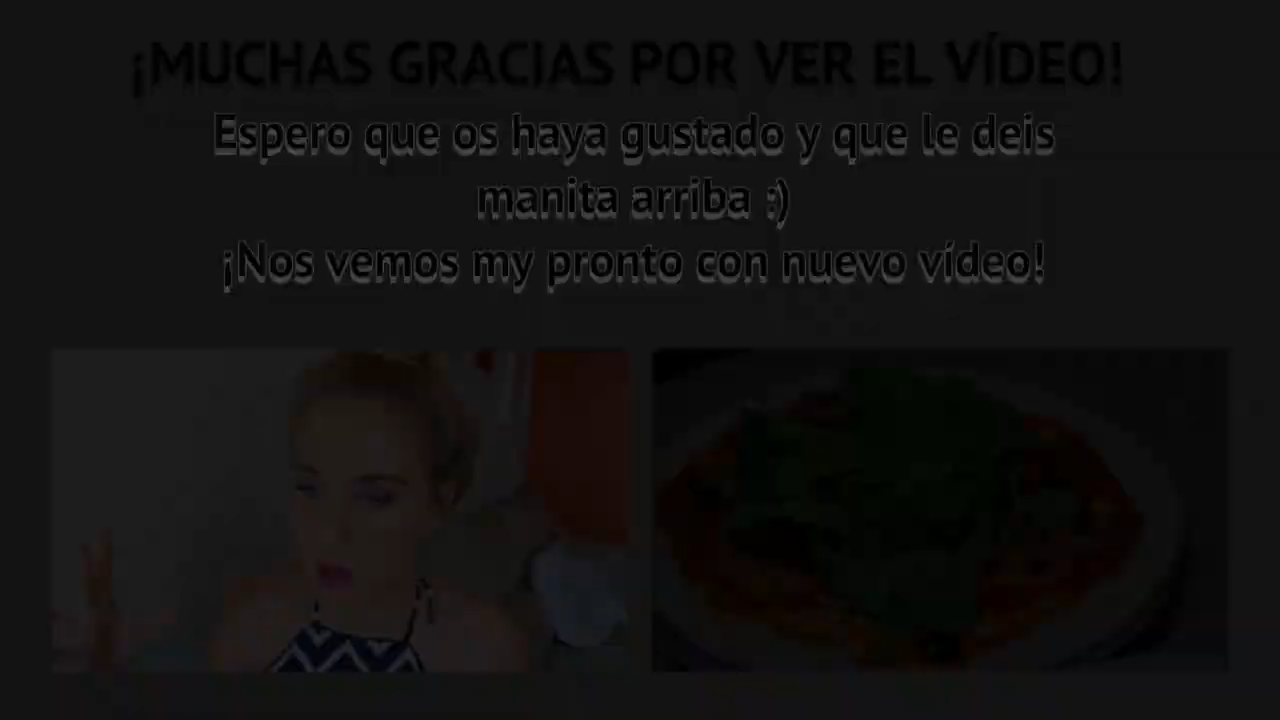 ¡MUCHAS GRACIAS POR VER EL VÍDEO!
Espero que os haya gustado y que le deis
manita arriba :)
¡Nos vemos my pronto con nuevo vídeo!